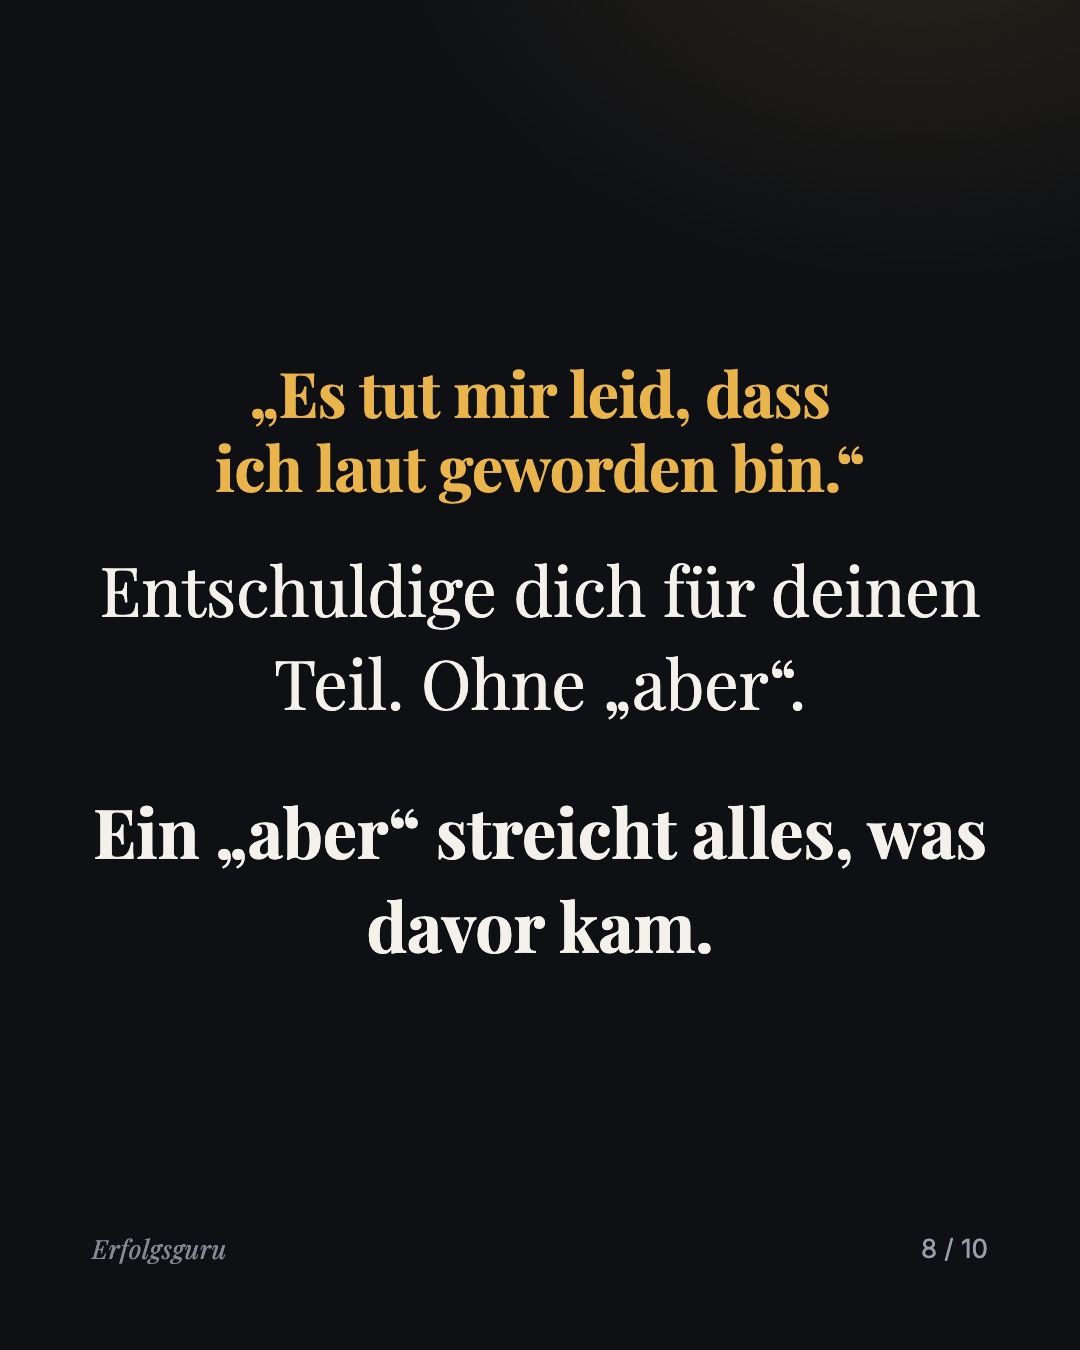 „Es tut mir leid, dass
ich laut geworden bin.“
Entschuldige dich für deinen
Teil. Ohne „aber“.
Ein „aber“ streicht alles, was
davor kam.
Erfolgsguru
8 / 10